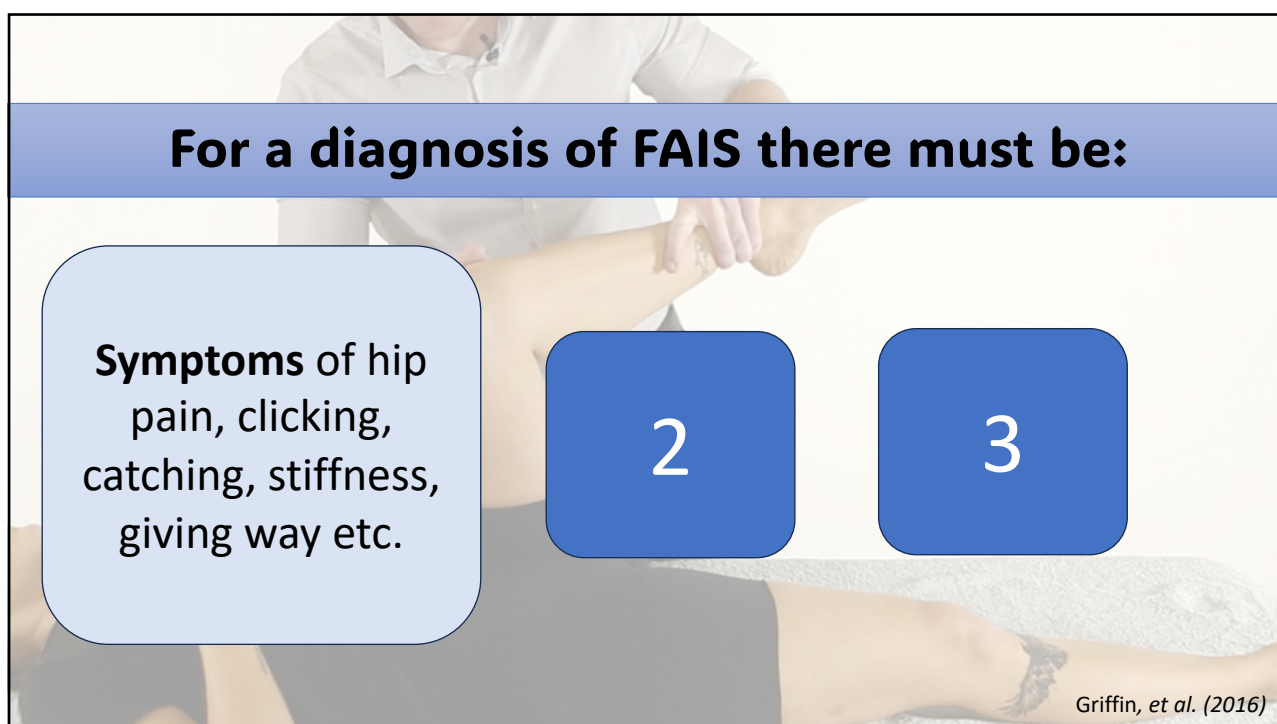 For a diagnosis of FAIS there must be:
Symptoms of hip
pain, clicking,
catching, stiffness,
giving way etc.
2
3
Griffin, et al. (2016)